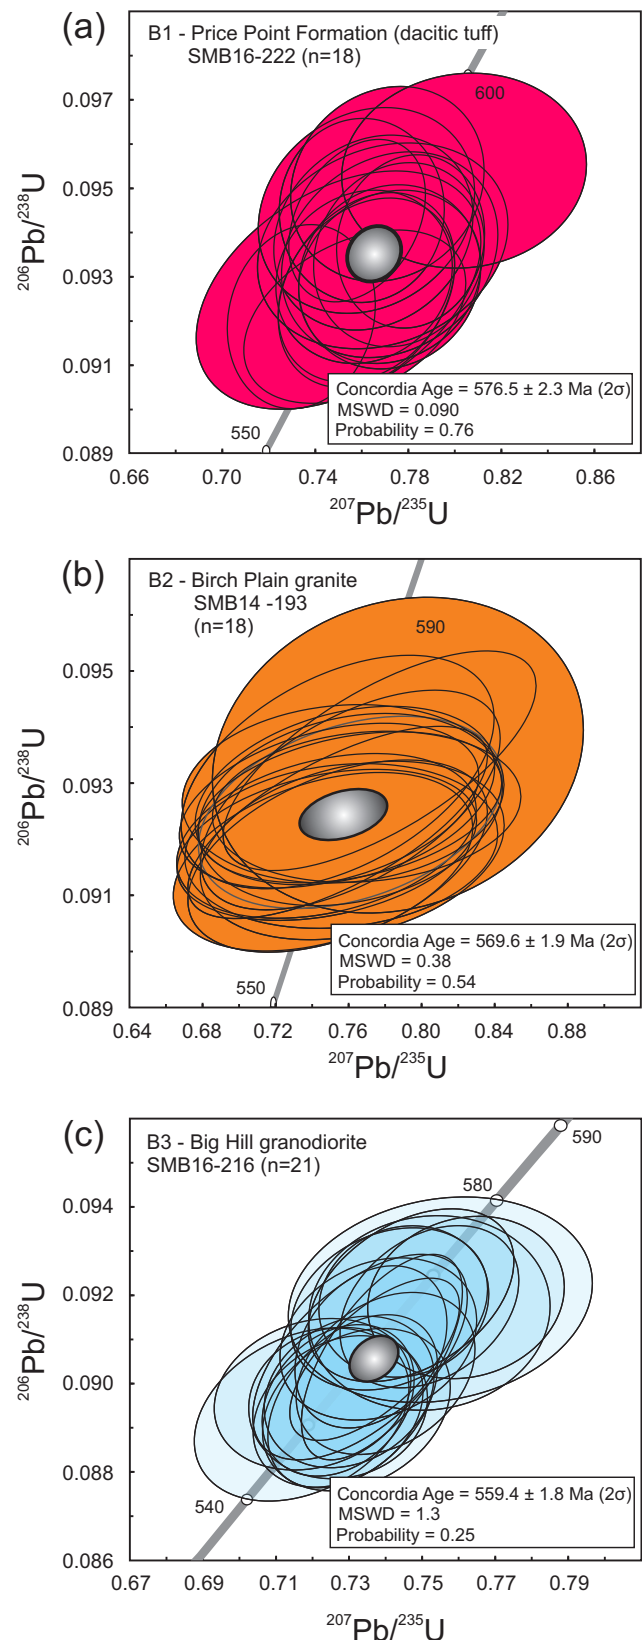 (a)
B1 - Price Point Formation (dacitic tuff)
SMB16-222 (n=18)
600
0.097
0.095
0.093
0.091
0.089
²⁰⁶Pb/²³⁸U
550
Concordia Age = 576.5 ± 2.3 Ma (2σ)
MSWD = 0.090
Probability = 0.76
0.66 0.70 0.74 0.78 0.82 0.86
²⁰⁷Pb/²³⁵U
(b)
B2 - Birch Plain granite
SMB14 -193
(n=18)
590
0.095
0.093
0.091
0.089
²⁰⁶Pb/²³⁸U
550
Concordia Age = 569.6 ± 1.9 Ma (2σ)
MSWD = 0.38
Probability = 0.54
0.64 0.68 0.72 0.76 0.80 0.84 0.88
²⁰⁷Pb/²³⁵U
(c)
B3 - Big Hill granodiorite
SMB16-216 (n=21)
590
580
0.094
0.092
0.090
0.088
0.086
²⁰⁶Pb/²³⁸U
540
Concordia Age = 559.4 ± 1.8 Ma (2σ)
MSWD = 1.3
Probability = 0.25
0.67 0.69 0.71 0.73 0.75 0.77 0.79
²⁰⁷Pb/²³⁵U